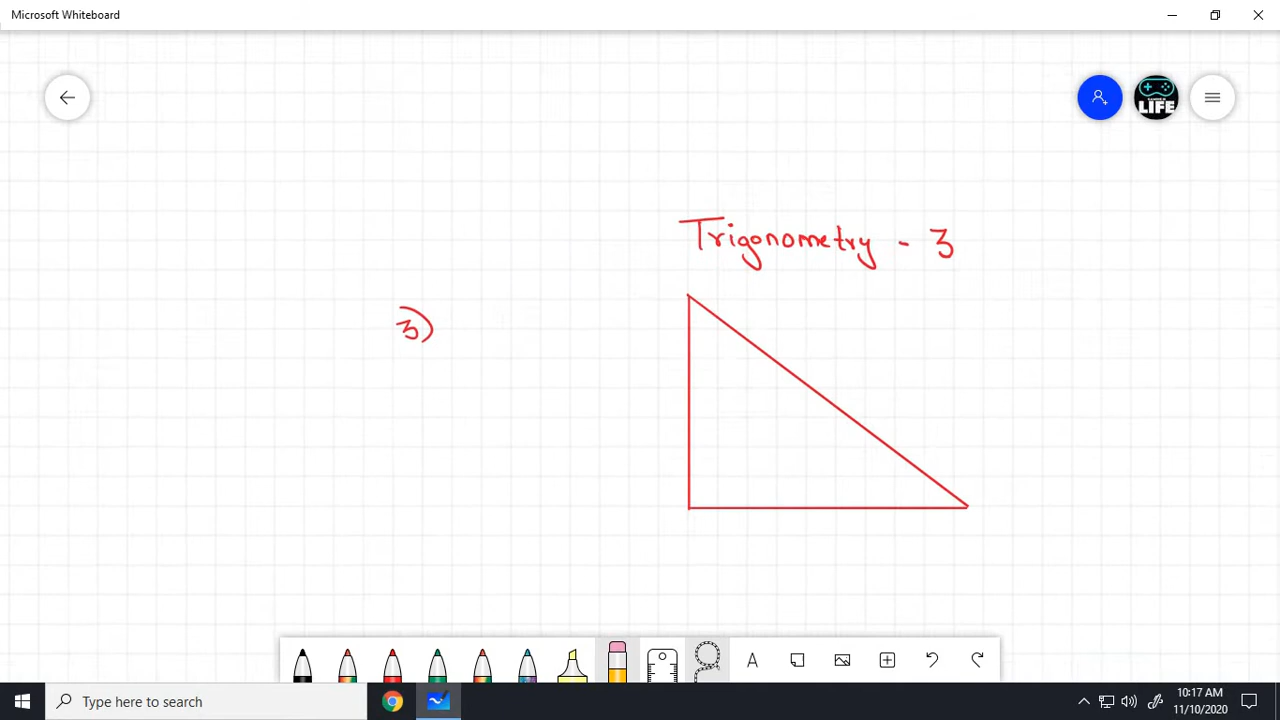 Microsoft Whiteboard
LIFE
Trigonometry - 3
3)
A
Type here to search
10:17 AM
11/10/2020